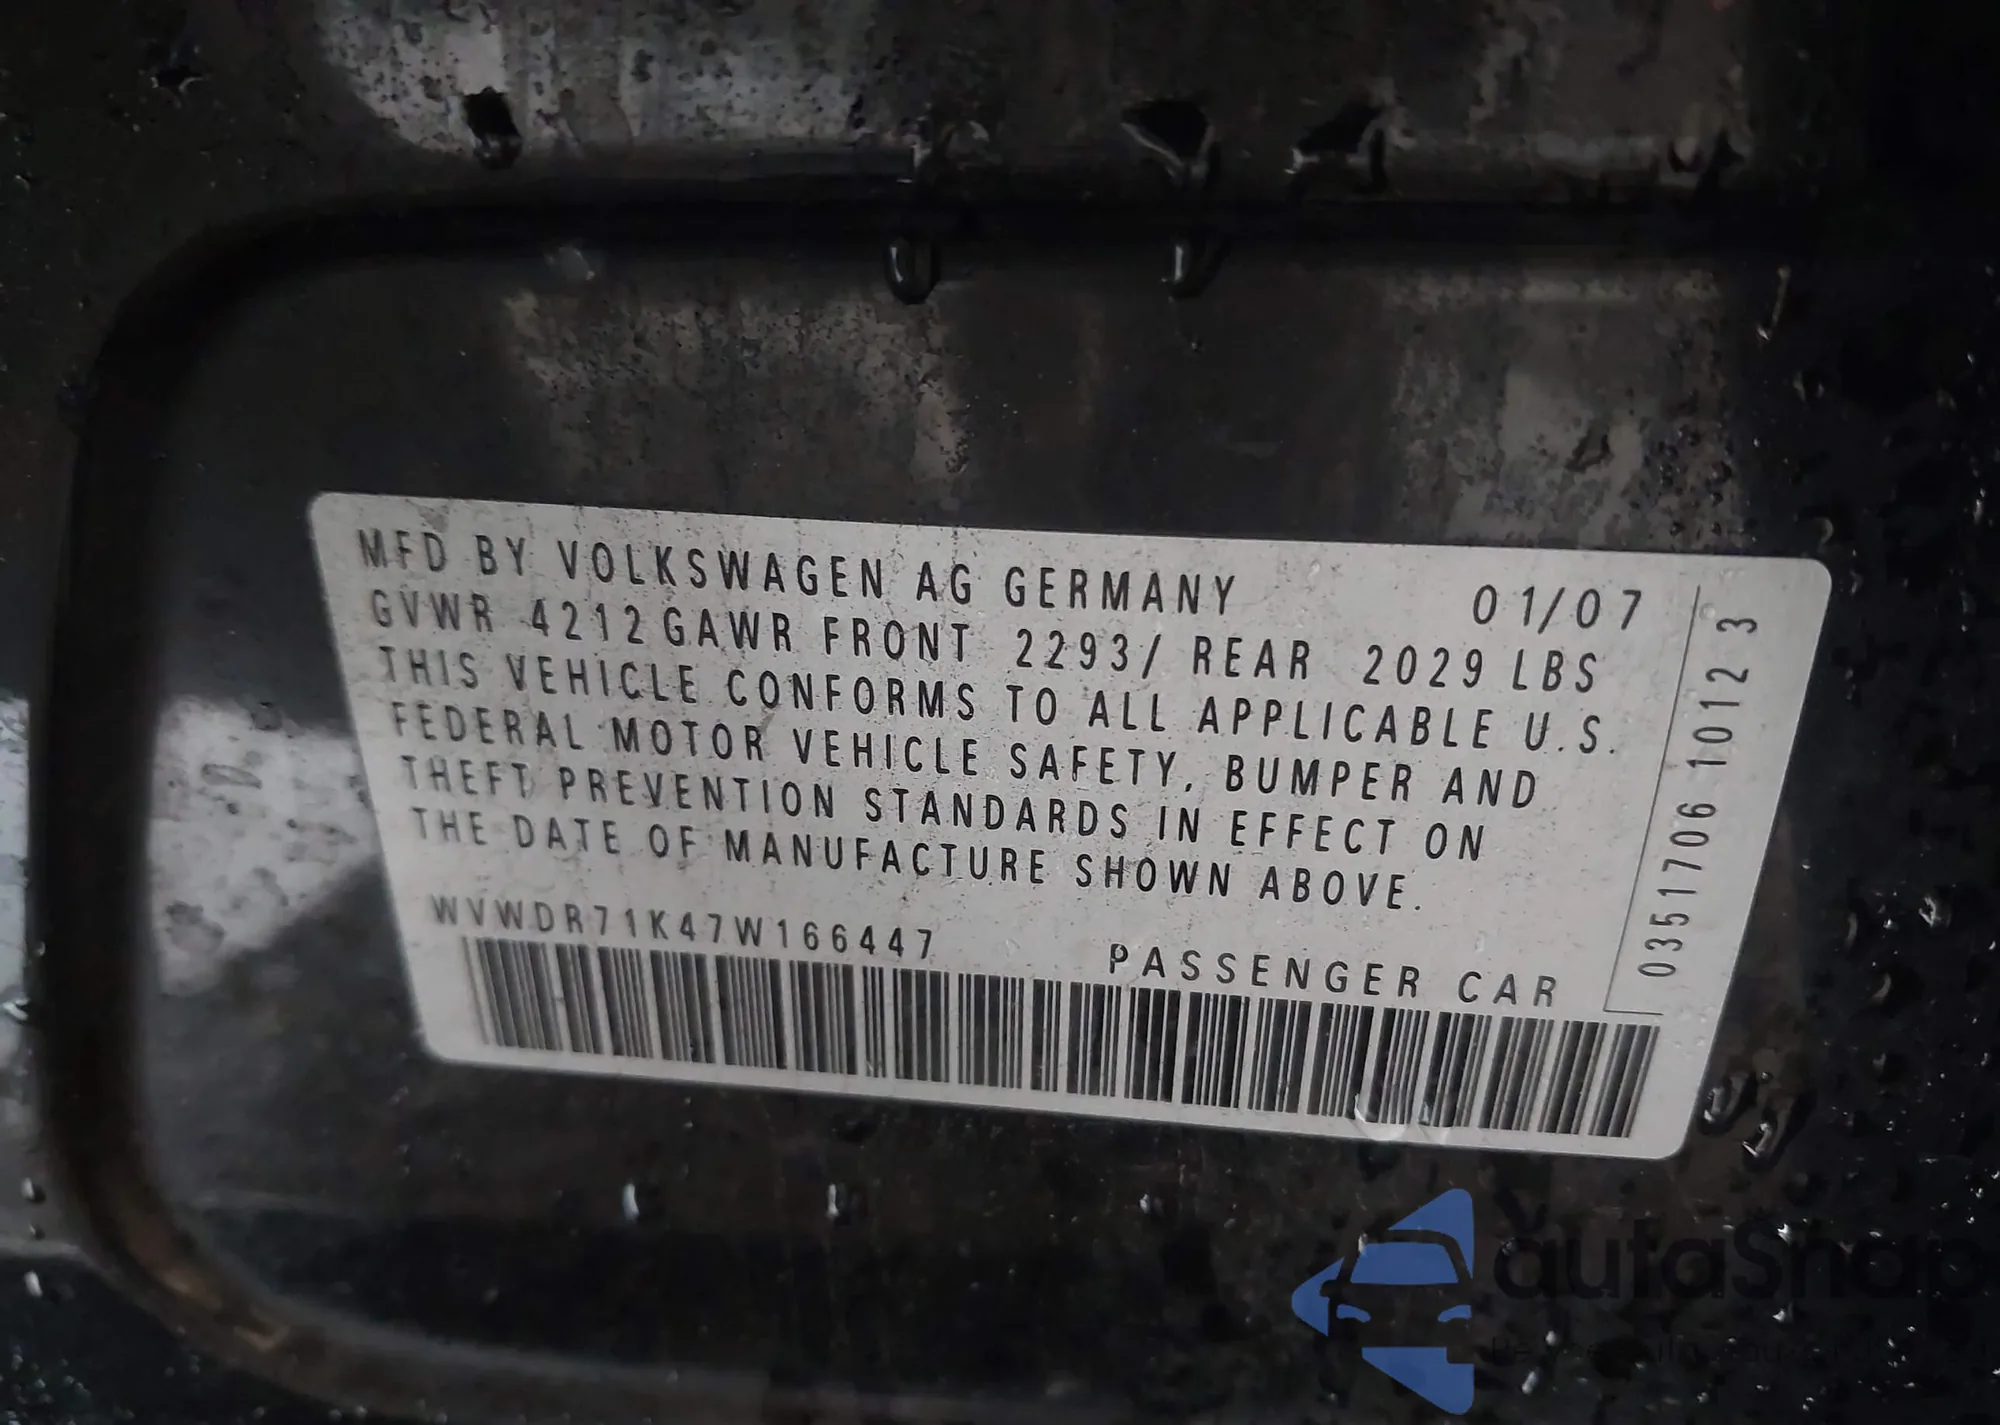 MFD BY VOLKSWAGEN AG GERMANY 01/07
GVWR 4212 GAWR FRONT 2293/ REAR 2029 LBS
THIS VEHICLE CONFORMS TO ALL APPLICABLE U.S.
FEDERAL MOTOR VEHICLE SAFETY, BUMPER AND
THEFT PREVENTION STANDARDS IN EFFECT ON
THE DATE OF MANUFACTURE SHOWN ABOVE.
WVWDR71K47W166447
PASSENGER CAR
0351706 1012 3
autaSnap